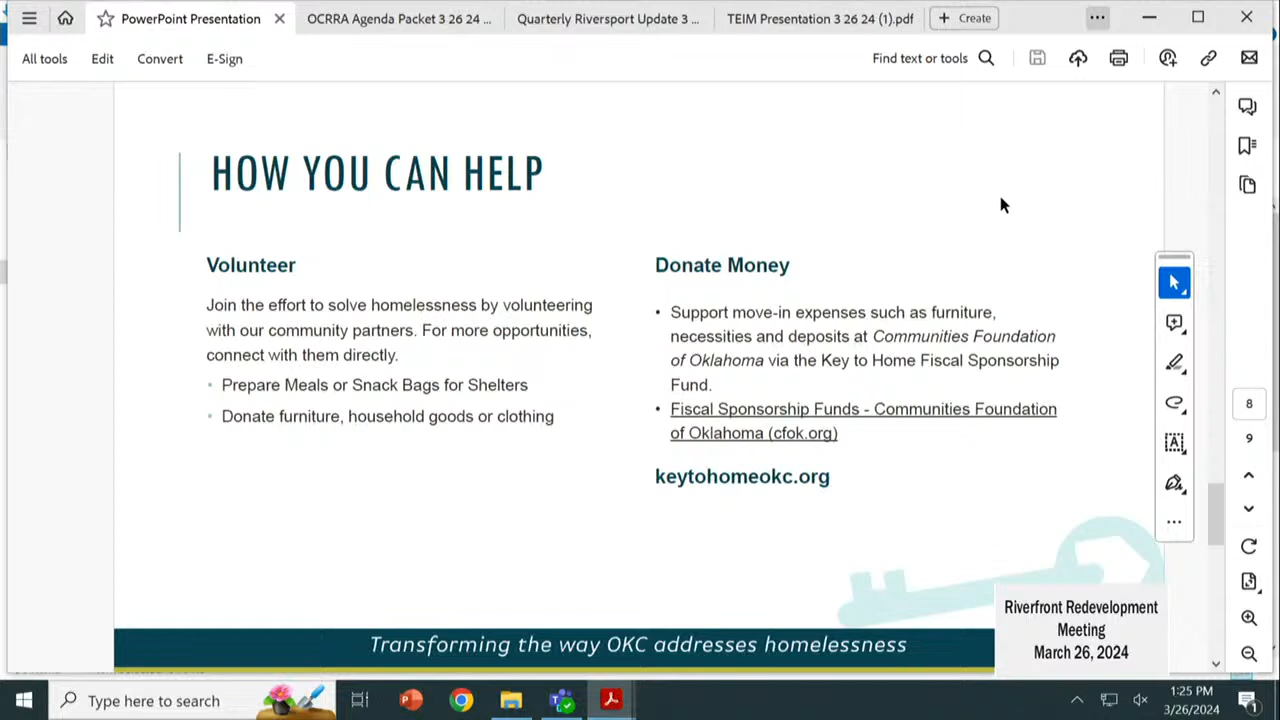 PowerPoint Presentation
OCRRA Agenda Packet 3 26 24 ...
Quarterly Riversport Update 3 ...
TEIM Presentation 3 26 24 (1).pdf
Create
All tools
Edit
Convert
E-Sign
Find text or tools
HOW YOU CAN HELP
Volunteer
Join the effort to solve homelessness by volunteering
with our community partners. For more opportunities,
connect with them directly.
• Prepare Meals or Snack Bags for Shelters
• Donate furniture, household goods or clothing
Donate Money
• Support move-in expenses such as furniture,
necessities and deposits at Communities Foundation
of Oklahoma via the Key to Home Fiscal Sponsorship
Fund.
• Fiscal Sponsorship Funds - Communities Foundation
of Oklahoma (cfok.org)
keytohomeokc.org
8
9
Transforming the way OKC addresses homelessness
Riverfront Redevelopment
Meeting
March 26, 2024
Type here to search
1:25 PM
3/26/2024
1